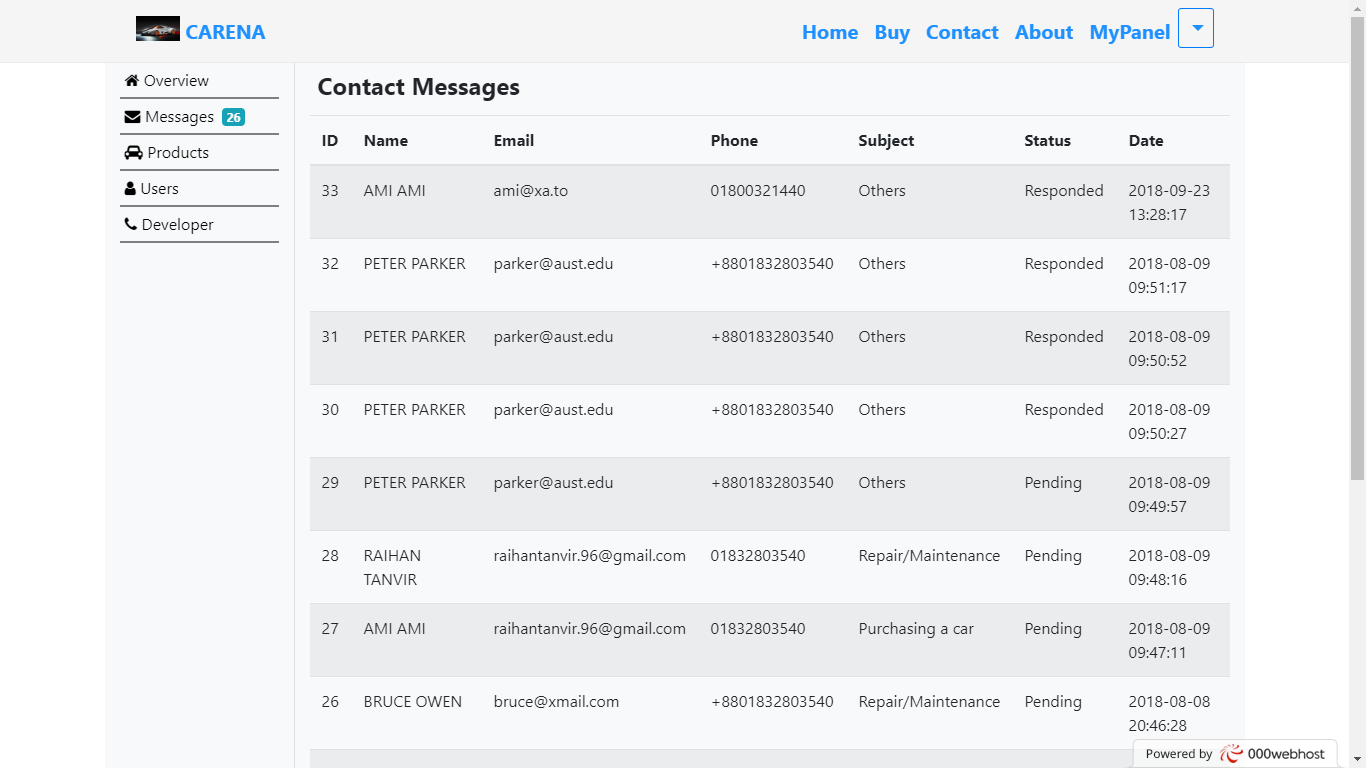 CARENA Home Buy Contact About MyPanel
Overview
Messages 26
Products
Users
Developer
Contact Messages
ID Name Email Phone Subject Status Date
33 AMI AMI ami@xa.to 01800321440 Others Responded 2018-09-23
13:28:17
32 PETER PARKER parker@aust.edu +8801832803540 Others Responded 2018-08-09
09:51:17
31 PETER PARKER parker@aust.edu +8801832803540 Others Responded 2018-08-09
09:50:52
30 PETER PARKER parker@aust.edu +8801832803540 Others Responded 2018-08-09
09:50:27
29 PETER PARKER parker@aust.edu +8801832803540 Others Pending 2018-08-09
09:49:57
28 RAIHAN raihantanvir.96@gmail.com 01832803540 Repair/Maintenance Pending 2018-08-09
TANVIR 09:48:16
27 AMI AMI raihantanvir.96@gmail.com 01832803540 Purchasing a car Pending 2018-08-09
09:47:11
26 BRUCE OWEN bruce@xmail.com +8801832803540 Repair/Maintenance Pending 2018-08-08
20:46:28
Powered by 000webhost